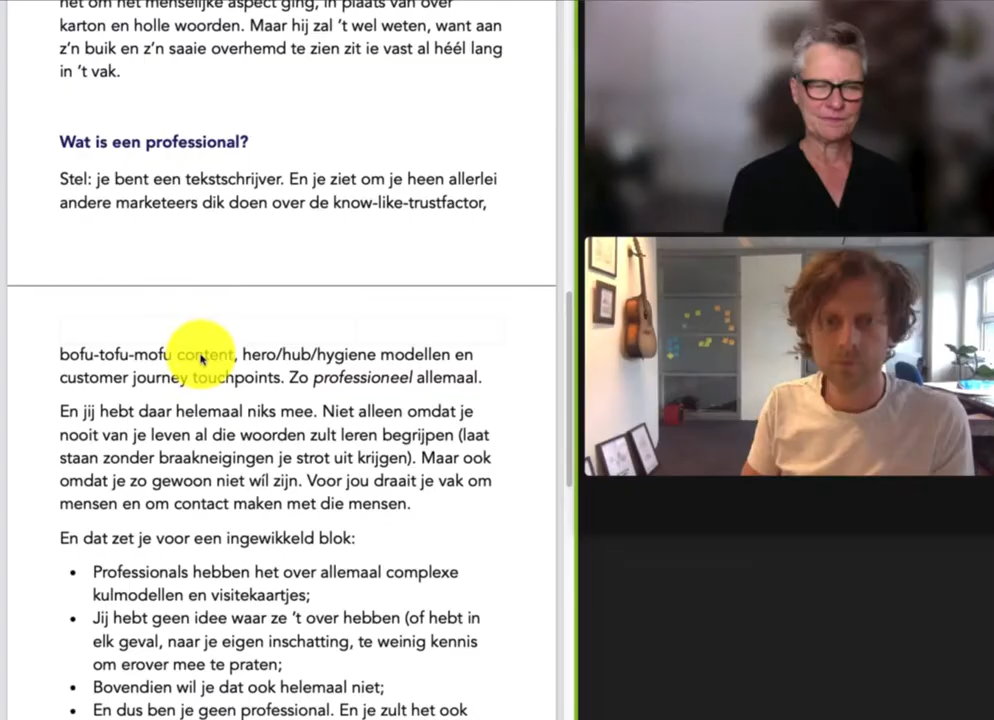 het om het menselijke aspect ging, in plaats van over
karton en holle woorden. Maar hij zal ’t wel weten, want aan
z’n buik en z’n saaie overhemd te zien zit ie vast al héél lang
in ’t vak.
Wat is een professional?
Stel: je bent een tekstschrijver. En je ziet om je heen allerlei
andere marketeers dik doen over de know-like-trustfactor,
bofu-tofu-mofu content, hero/hub/hygiene modellen en
customer journey touchpoints. Zo professioneel allemaal.
En jij hebt daar helemaal niks mee. Niet alleen omdat je
nooit van je leven al die woorden zult leren begrijpen (laat
staan zonder braakneigingen je strot uit krijgen). Maar ook
omdat je zo gewoon niet wíl zijn. Voor jou draait je vak om
mensen en om contact maken met die mensen.
En dat zet je voor een ingewikkeld blok:
• Professionals hebben het over allemaal complexe
kulmodellen en visitekaartjes;
• Jij hebt geen idee waar ze ’t over hebben (of hebt in
elk geval, naar je eigen inschatting, te weinig kennis
om erover mee te praten;
• Bovendien wil je dat ook helemaal niet;
• En dus ben je geen professional. En je zult het ook